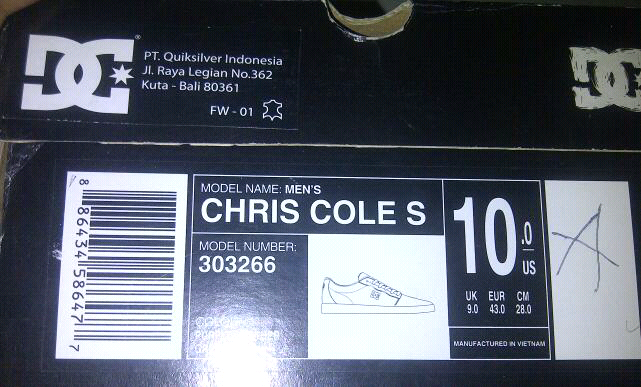 PT. Quiksilver Indonesia
Jl. Raya Legian No.362
Kuta - Bali 80361
FW - 01
MODEL NAME: MEN'S
CHRIS COLE S
MODEL NUMBER:
303266
10.0
US
UK EUR CM
9.0 43.0 28.0
MANUFACTURED IN VIETNAM
8 86434 58647 7
A